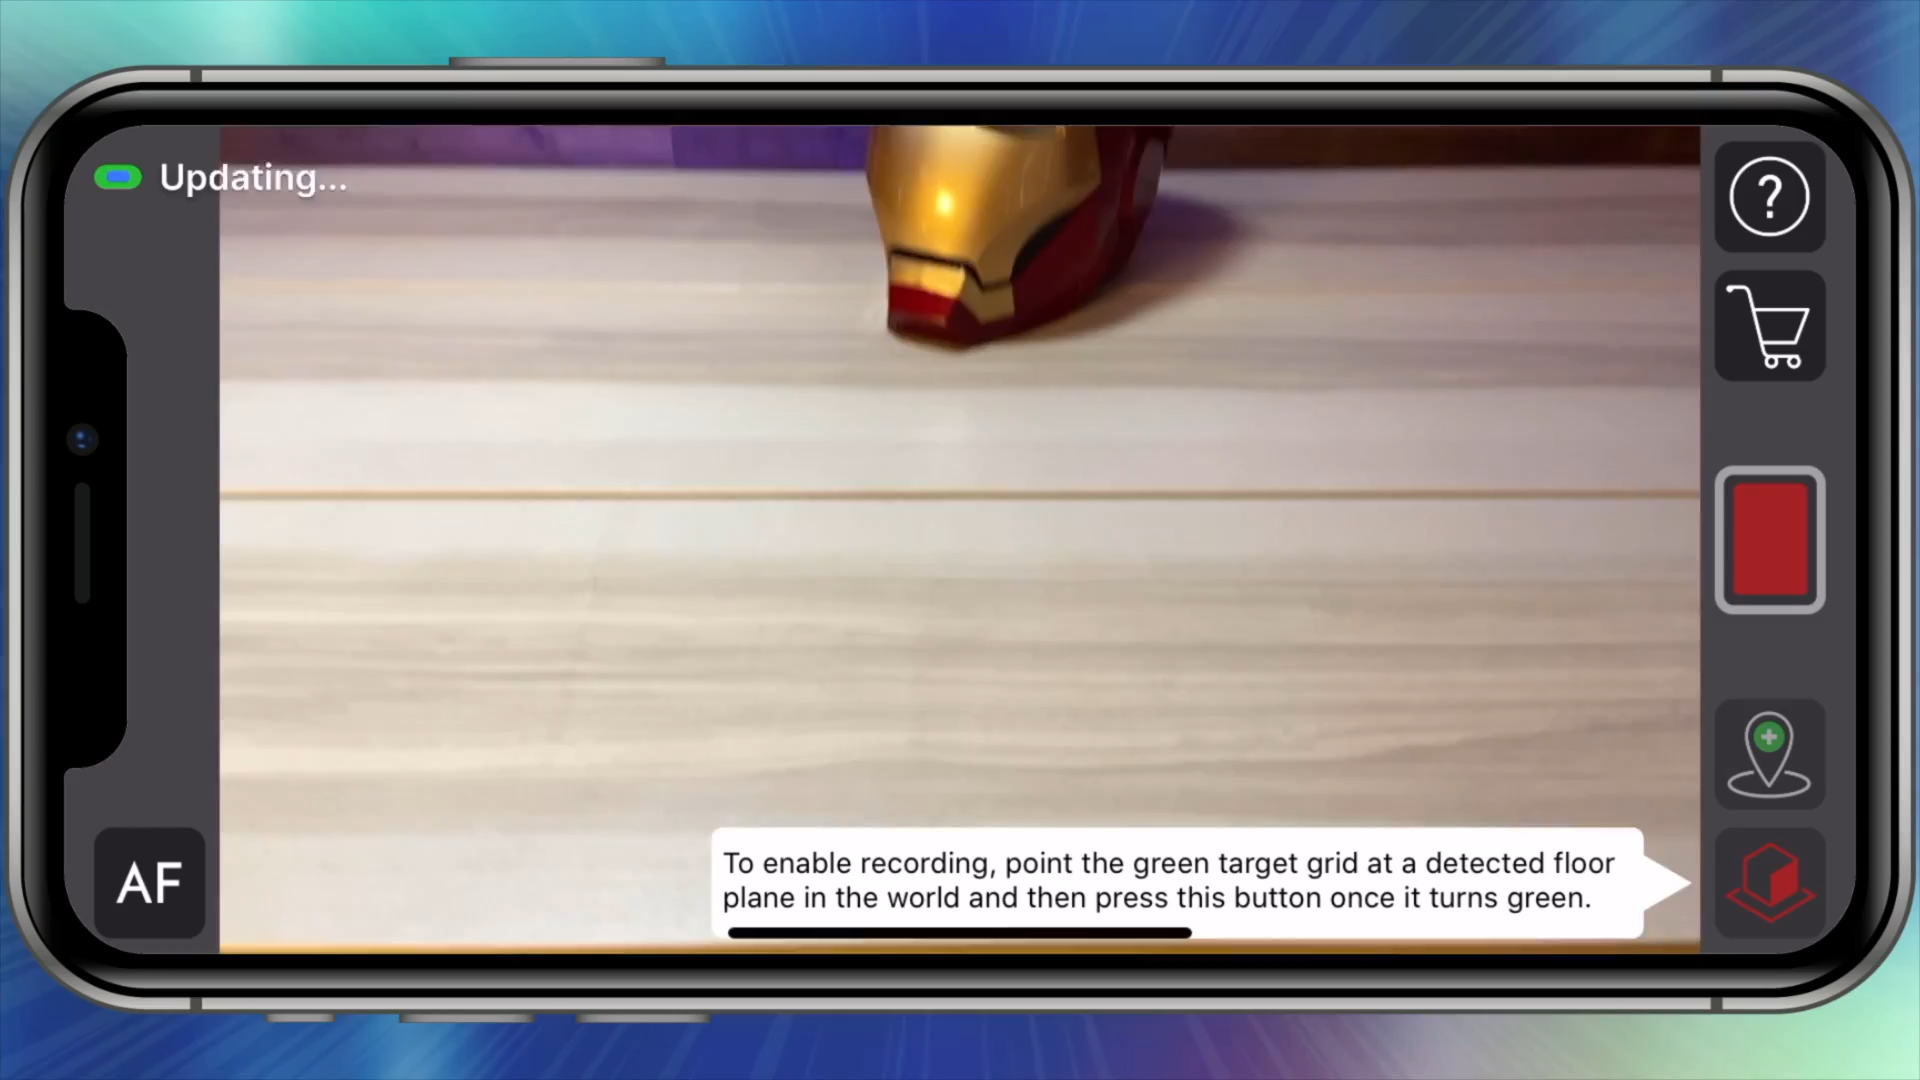 Updating...
?
AF
To enable recording, point the green target grid at a detected floor
plane in the world and then press this button once it turns green.